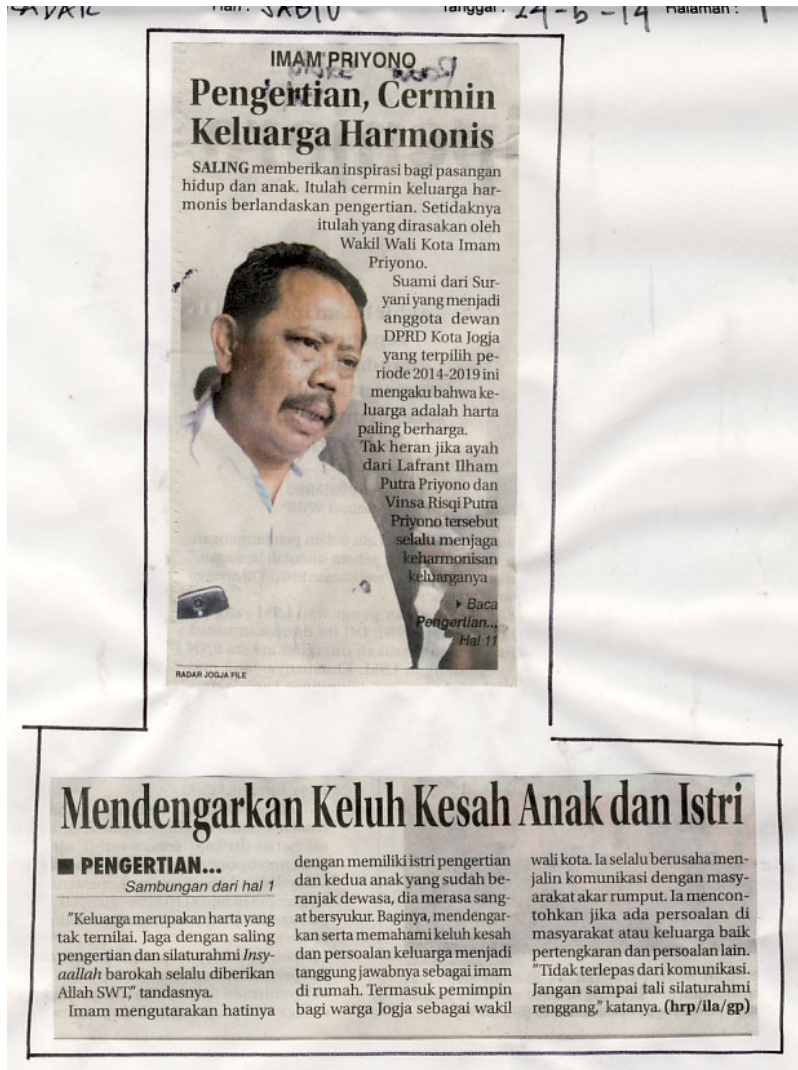 Hari : SABTU Tanggal : 24-5-14 Halaman : 1
IMAM PRIYONO
Pengertian, Cermin
Keluarga Harmonis
SALING memberikan inspirasi bagi pasangan
hidup dan anak. Itulah cermin keluarga har-
monis berlandaskan pengertian. Setidaknya
itulah yang dirasakan oleh
Wakil Wali Kota Imam
Priyono.
Suami dari Sur-
yani yang menjadi
anggota dewan
DPRD Kota Jogja
yang terpilih pe-
riode 2014-2019 ini
mengaku bahwa ke-
luarga adalah harta
paling berharga.
Tak heran jika ayah
dari Lafrant Ilham
Putra Priyono dan
Vinsa Risqi Putra
Priyono tersebut
selalu menjaga
keharmonisan
keluarganya
Baca
Pengertian...
Hal 11
RADAR JOGJA FILE
Mendengarkan Keluh Kesah Anak dan Istri
PENGERTIAN...
Sambungan dari hal 1
"Keluarga merupakan harta yang
tak ternilai. Jaga dengan saling
pengertian dan silaturahmi Insy-
aallah barokah selalu diberikan
Allah SWT," tandasnya.
Imam mengutarakan hatinya
dengan memiliki istri pengertian
dan kedua anak yang sudah be-
ranjak dewasa, dia merasa sang-
at bersyukur. Baginya, mendengar-
kan serta memahami keluh kesah
dan persoalan keluarga menjadi
tanggung jawabnya sebagai imam
di rumah. Termasuk pemimpin
bagi warga Jogja sebagai wakil
wali kota. Ia selalu berusaha men-
jalin komunikasi dengan masy-
arakat akar rumput. Ia mencon-
tohkan jika ada persoalan di
masyarakat atau keluarga baik
pertengkaran dan persoalan lain.
"Tidak terlepas dari komunikasi.
Jangan sampai tali silaturahmi
renggang," katanya. (hrp/ila/gp)